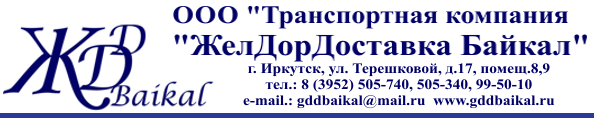 ЖДД
Baikal
ООО "Транспортная компания
"ЖелДорДоставка Байкал"
г. Иркутск, ул. Терешковой, д.17, помещ.8,9
тел.: 8 (3952) 505-740, 505-340, 99-50-10
e-mail.: gddbaikal@mail.ru www.gddbaikal.ru